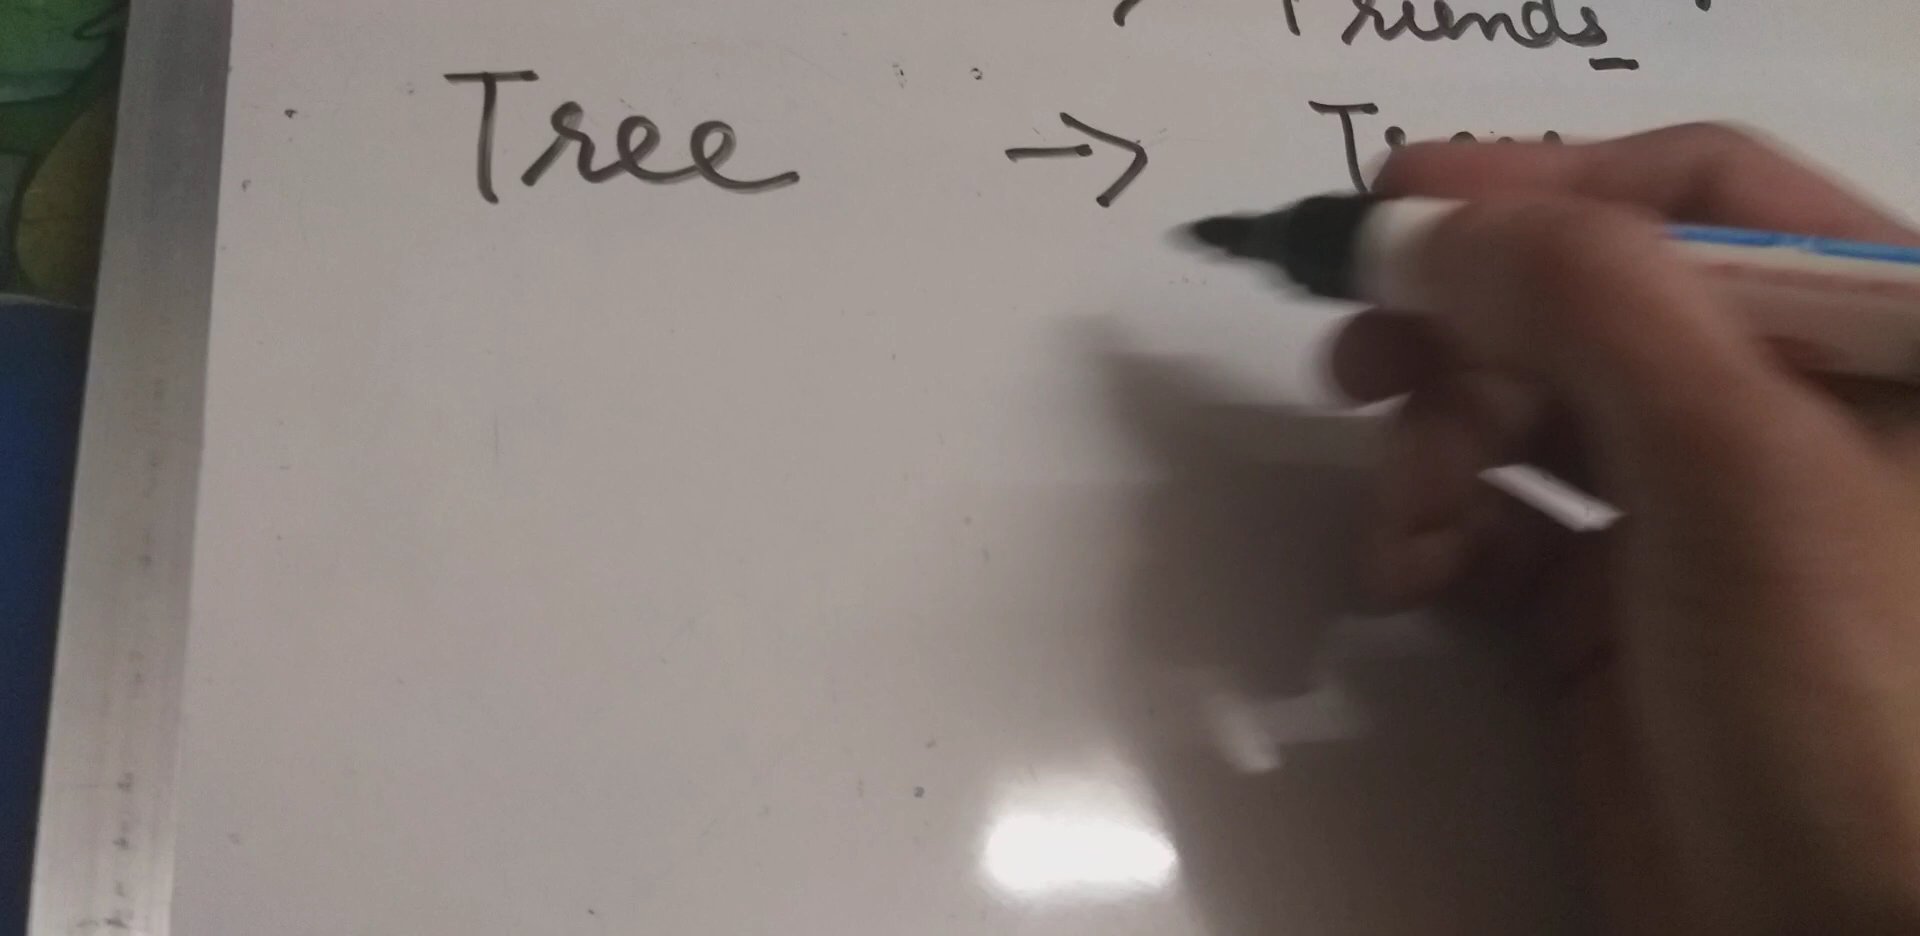 Friends
Tree →